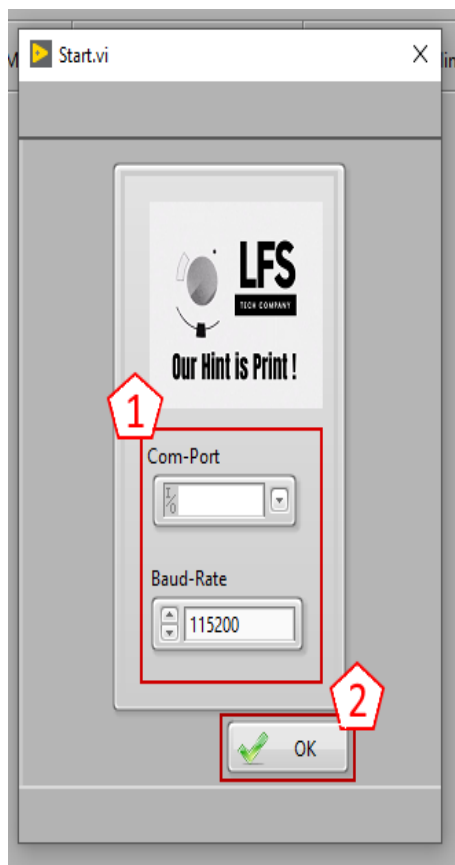 Start.vi
LFS
TECH COMPANY
Our Hint is Print !
1
Com-Port
I/O
Baud-Rate
115200
2
OK